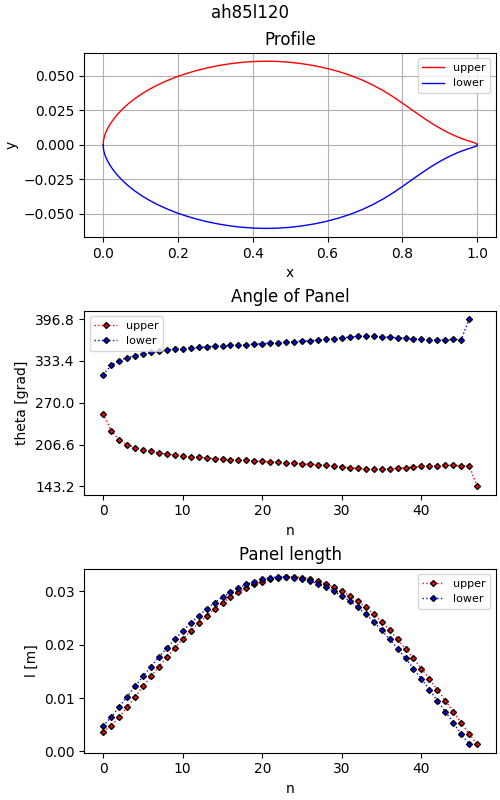 ah85l120
Profile
0.050
0.025
0.000
−0.025
−0.050
y
upper
lower
0.0 0.2 0.4 0.6 0.8 1.0
x
Angle of Panel
396.8
333.4
270.0
206.6
143.2
theta [grad]
upper
lower
0 10 20 30 40
n
Panel length
0.03
0.02
0.01
0.00
l [m]
upper
lower
0 10 20 30 40
n